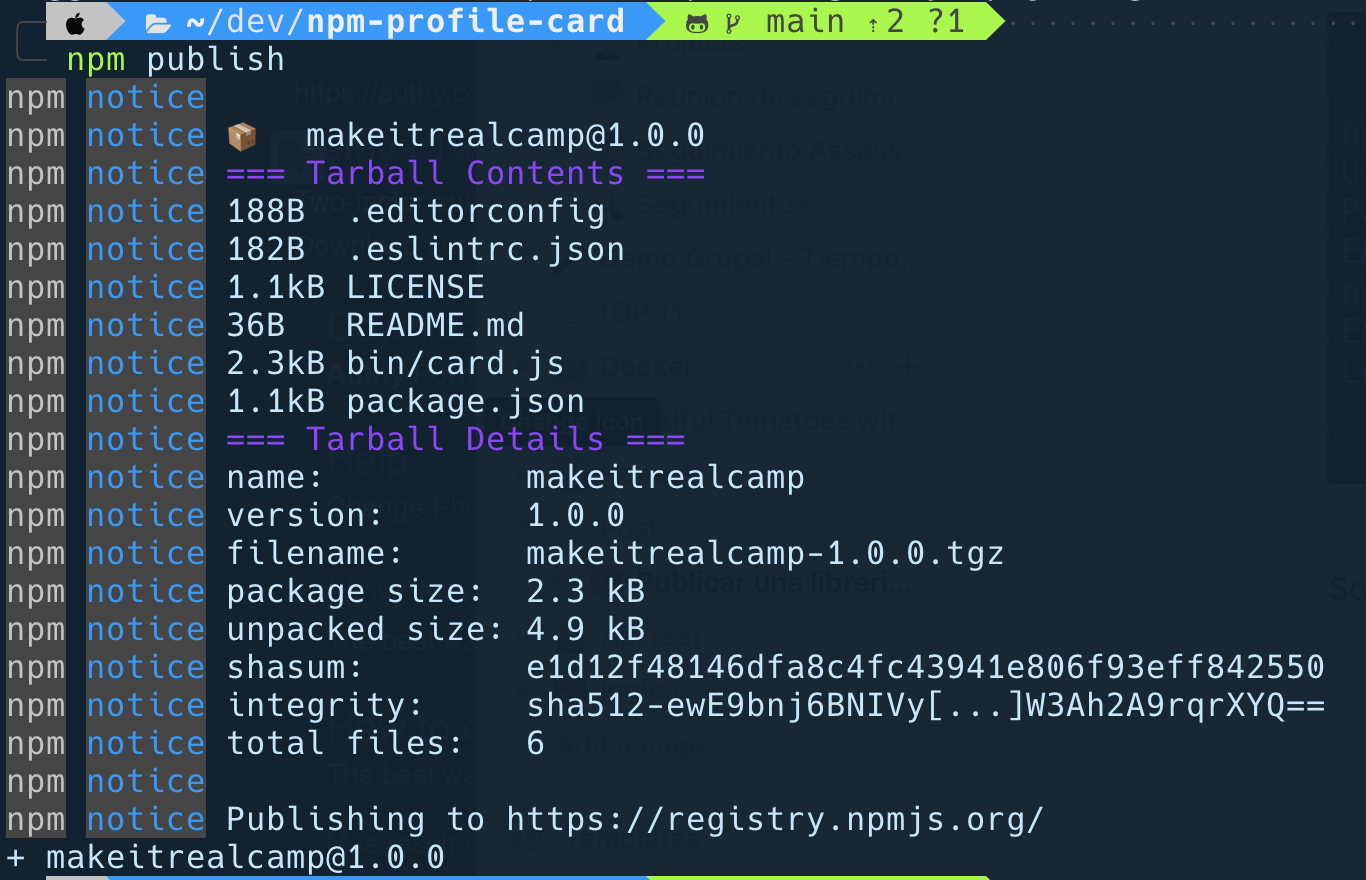 ~/dev/npm-profile-card main ⇡2 ?1
npm publish
npm notice
npm notice 📦 makeitrealcamp@1.0.0
npm notice === Tarball Contents ===
npm notice 188B .editorconfig
npm notice 182B .eslintrc.json
npm notice 1.1kB LICENSE
npm notice 36B README.md
npm notice 2.3kB bin/card.js
npm notice 1.1kB package.json
npm notice === Tarball Details ===
npm notice name: makeitrealcamp
npm notice version: 1.0.0
npm notice filename: makeitrealcamp-1.0.0.tgz
npm notice package size: 2.3 kB
npm notice unpacked size: 4.9 kB
npm notice shasum: e1d12f48146dfa8c4fc43941e806f93eff842550
npm notice integrity: sha512-ewE9bnj6BNIVy[...]W3Ah2A9rqrXYQ==
npm notice total files: 6
npm notice
npm notice Publishing to https://registry.npmjs.org/
+ makeitrealcamp@1.0.0